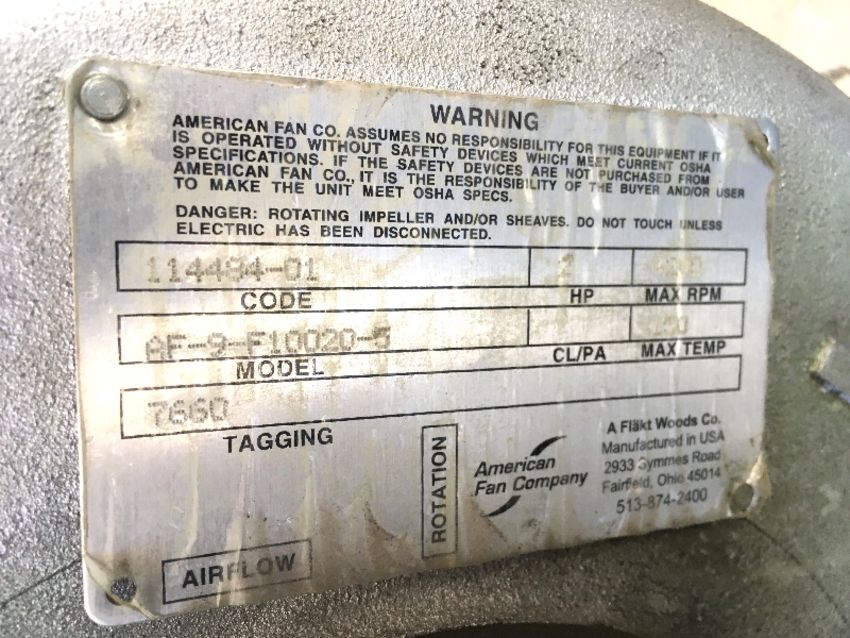 WARNING
AMERICAN FAN CO. ASSUMES NO RESPONSIBILITY FOR THIS EQUIPMENT IF IT
IS OPERATED WITHOUT SAFETY DEVICES WHICH MEET CURRENT OSHA
SPECIFICATIONS. IF THE SAFETY DEVICES ARE NOT PURCHASED FROM
AMERICAN FAN CO., IT IS THE RESPONSIBILITY OF THE BUYER AND/OR USER
TO MAKE THE UNIT MEET OSHA SPECS.
DANGER: ROTATING IMPELLER AND/OR SHEAVES. DO NOT TOUCH UNLESS
ELECTRIC HAS BEEN DISCONNECTED.
114484-01
CODE HP MAX RPM
AF-9-F10020-5
MODEL CL/PA MAX TEMP
7660
TAGGING
ROTATION
American
Fan Company
A Fläkt Woods Co.
Manufactured in USA
2933 Symmes Road
Fairfield, Ohio 45014
513-874-2400
AIRFLOW